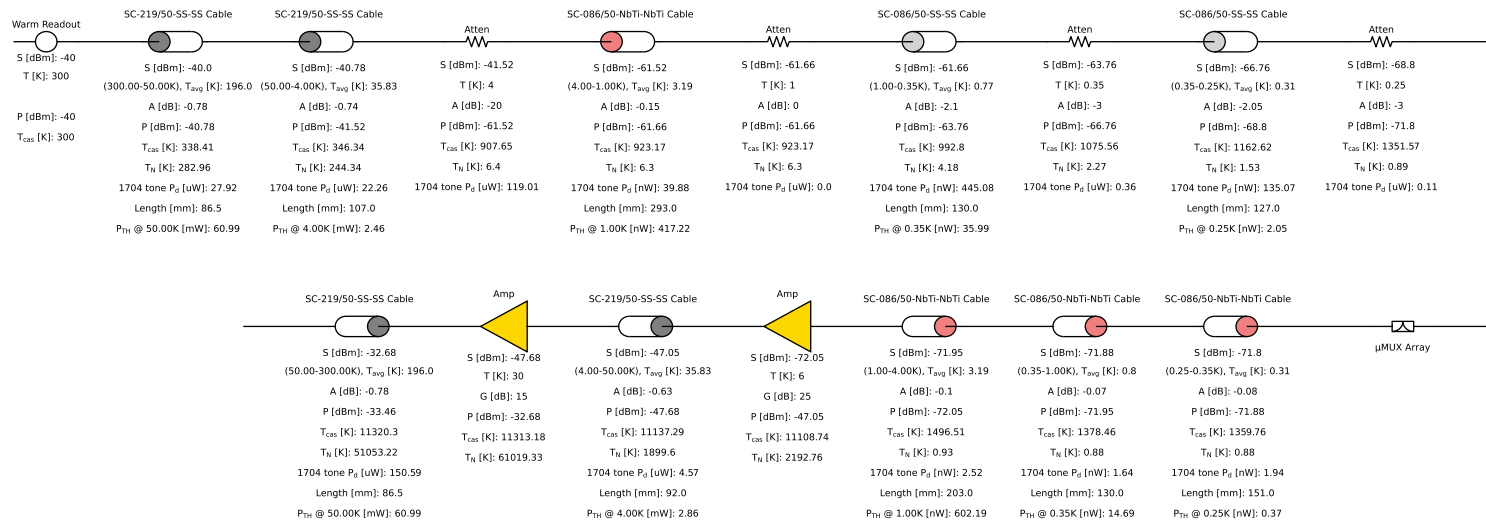 Warm Readout
S [dBm]: -40
T [K]: 300
P [dBm]: -40
Tcas [K]: 300
SC-219/50-SS-SS Cable
S [dBm]: -40.0
(300.00-50.00K), Tavg [K]: 196.0
A [dB]: -0.78
P [dBm]: -40.78
Tcas [K]: 338.41
TN [K]: 282.96
1704 tone Pd [uW]: 27.92
Length [mm]: 86.5
PTH @ 50.00K [mW]: 60.99
SC-219/50-SS-SS Cable
S [dBm]: -40.78
(50.00-4.00K), Tavg [K]: 35.83
A [dB]: -0.74
P [dBm]: -41.52
Tcas [K]: 346.34
TN [K]: 244.34
1704 tone Pd [uW]: 22.26
Length [mm]: 107.0
PTH @ 4.00K [mW]: 2.46
Atten
S [dBm]: -41.52
T [K]: 4
A [dB]: -20
P [dBm]: -61.52
Tcas [K]: 907.65
TN [K]: 6.4
1704 tone Pd [uW]: 119.01
SC-086/50-NbTi-NbTi Cable
S [dBm]: -61.52
(4.00-1.00K), Tavg [K]: 3.19
A [dB]: -0.15
P [dBm]: -61.66
Tcas [K]: 923.17
TN [K]: 6.3
1704 tone Pd [nW]: 39.88
Length [mm]: 293.0
PTH @ 1.00K [nW]: 417.22
Atten
S [dBm]: -61.66
T [K]: 1
A [dB]: 0
P [dBm]: -61.66
Tcas [K]: 923.17
TN [K]: 6.3
1704 tone Pd [uW]: 0.0
SC-086/50-SS-SS Cable
S [dBm]: -61.66
(1.00-0.35K), Tavg [K]: 0.77
A [dB]: -2.1
P [dBm]: -63.76
Tcas [K]: 992.8
TN [K]: 4.18
1704 tone Pd [nW]: 445.08
Length [mm]: 130.0
PTH @ 0.35K [nW]: 35.99
Atten
S [dBm]: -63.76
T [K]: 0.35
A [dB]: -3
P [dBm]: -66.76
Tcas [K]: 1075.56
TN [K]: 2.27
1704 tone Pd [uW]: 0.36
SC-086/50-SS-SS Cable
S [dBm]: -66.76
(0.35-0.25K), Tavg [K]: 0.31
A [dB]: -2.05
P [dBm]: -68.8
Tcas [K]: 1162.62
TN [K]: 1.53
1704 tone Pd [nW]: 135.07
Length [mm]: 127.0
PTH @ 0.25K [nW]: 2.05
Atten
S [dBm]: -68.8
T [K]: 0.25
A [dB]: -3
P [dBm]: -71.8
Tcas [K]: 1351.57
TN [K]: 0.89
1704 tone Pd [uW]: 0.11
SC-219/50-SS-SS Cable
S [dBm]: -32.68
(50.00-300.00K), Tavg [K]: 196.0
A [dB]: -0.78
P [dBm]: -33.46
Tcas [K]: 11320.3
TN [K]: 51053.22
1704 tone Pd [uW]: 150.59
Length [mm]: 86.5
PTH @ 50.00K [mW]: 60.99
Amp
S [dBm]: -47.68
T [K]: 30
G [dB]: 15
P [dBm]: -32.68
Tcas [K]: 11313.18
TN [K]: 61019.33
SC-219/50-SS-SS Cable
S [dBm]: -47.05
(4.00-50.00K), Tavg [K]: 35.83
A [dB]: -0.63
P [dBm]: -47.68
Tcas [K]: 11137.29
TN [K]: 1899.6
1704 tone Pd [uW]: 4.57
Length [mm]: 92.0
PTH @ 4.00K [mW]: 2.86
Amp
S [dBm]: -72.05
T [K]: 6
G [dB]: 25
P [dBm]: -47.05
Tcas [K]: 11108.74
TN [K]: 2192.76
SC-086/50-NbTi-NbTi Cable
S [dBm]: -71.95
(1.00-4.00K), Tavg [K]: 3.19
A [dB]: -0.1
P [dBm]: -72.05
Tcas [K]: 1496.51
TN [K]: 0.93
1704 tone Pd [nW]: 2.52
Length [mm]: 203.0
PTH @ 1.00K [nW]: 602.19
SC-086/50-NbTi-NbTi Cable
S [dBm]: -71.88
(0.35-1.00K), Tavg [K]: 0.8
A [dB]: -0.07
P [dBm]: -71.95
Tcas [K]: 1378.46
TN [K]: 0.88
1704 tone Pd [nW]: 1.64
Length [mm]: 130.0
PTH @ 0.35K [nW]: 14.69
SC-086/50-NbTi-NbTi Cable
S [dBm]: -71.8
(0.25-0.35K), Tavg [K]: 0.31
A [dB]: -0.08
P [dBm]: -71.88
Tcas [K]: 1359.76
TN [K]: 0.88
1704 tone Pd [nW]: 1.94
Length [mm]: 151.0
PTH @ 0.25K [nW]: 0.37
μMUX Array